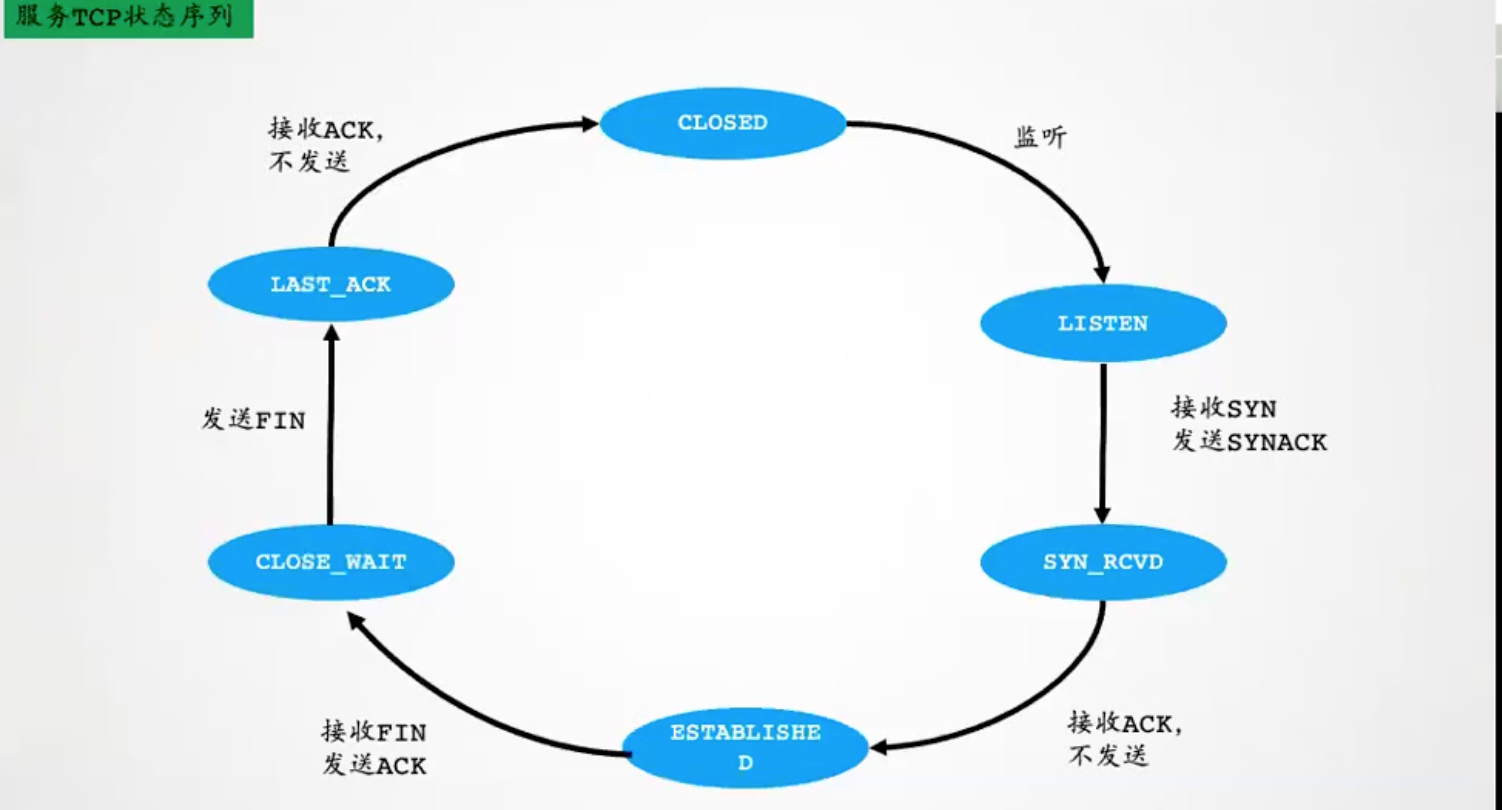 服务TCP状态序列
CLOSED
监听
LISTEN
接收SYN
发送SYNACK
SYN_RCVD
接收ACK,
不发送
ESTABLISHE
D
接收FIN
发送ACK
CLOSE_WAIT
发送FIN
LAST_ACK
接收ACK,
不发送